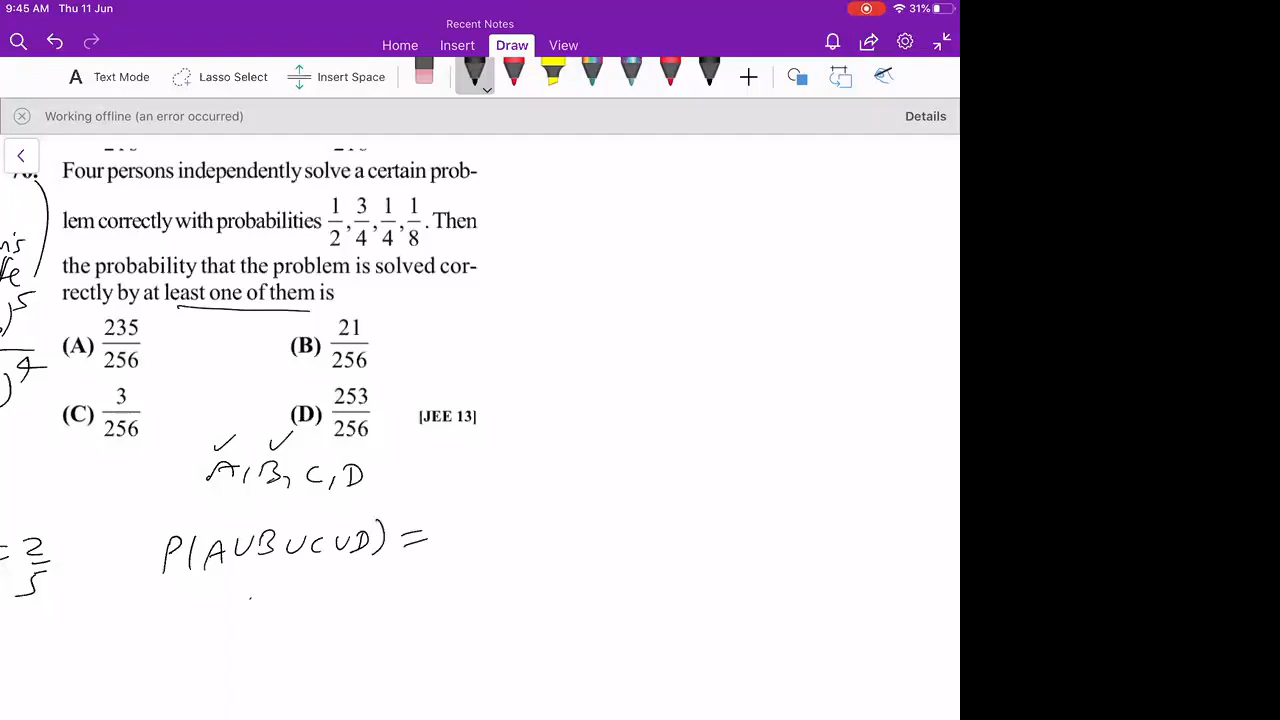 9:45 AM Thu 11 Jun
31%
Recent Notes
Home Insert Draw View
A Text Mode Lasso Select Insert Space
Working offline (an error occurred) Details
Four persons independently solve a certain prob-
lem correctly with probabilities 1/2, 3/4, 1/4, 1/8. Then
the probability that the problem is solved cor-
rectly by at least one of them is
(A) 235/256 (B) 21/256
(C) 3/256 (D) 253/256 [JEE 13]
A, B, C, D
= 2/5 P(A∪B∪C∪D) =